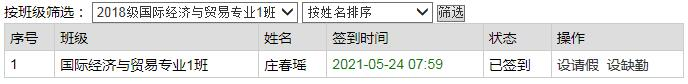 按班级筛选：2018级国际经济与贸易专业1班 按姓名排序 筛选
序号 班级 姓名 签到时间 状态 操作
1 国际经济与贸易专业1班 庄春瑶 2021-05-24 07:59 已签到 设请假 设缺勤